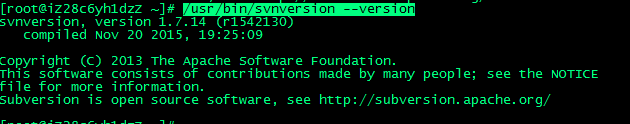 [root@iz28c6yh1dzZ ~]# /usr/bin/svnversion --version
svnversion, version 1.7.14 (r1542130)
   compiled Nov 20 2015, 19:25:09

Copyright (C) 2013 The Apache Software Foundation.
This software consists of contributions made by many people; see the NOTICE
file for more information.
Subversion is open source software, see http://subversion.apache.org/

[root@iz28c6yh1dzZ ~]#